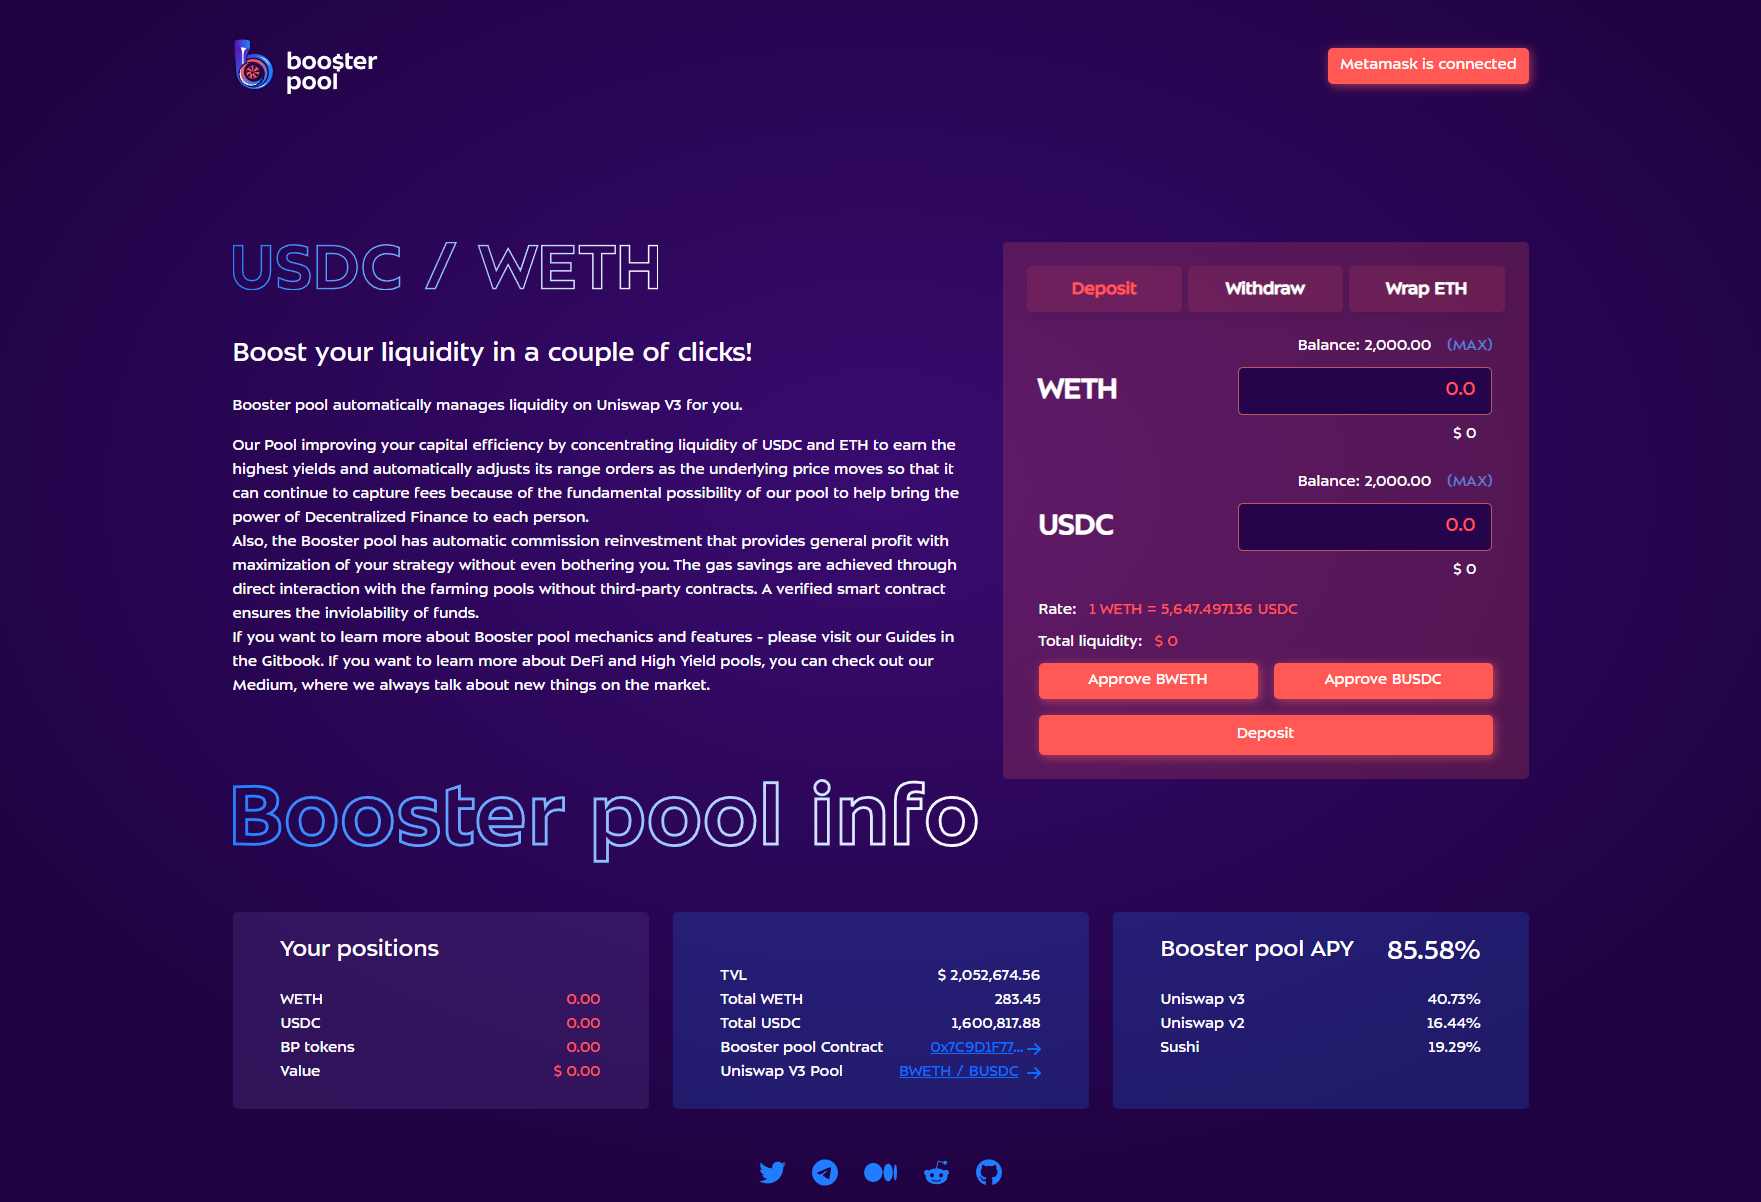 boo$ter
pool
Metamask is connected
USDC / WETH
Boost your liquidity in a couple of clicks!
Booster pool automatically manages liquidity on Uniswap V3 for you.
Our Pool improving your capital efficiency by concentrating liquidity of USDC and ETH to earn the
highest yields and automatically adjusts its range orders as the underlying price moves so that it
can continue to capture fees because of the fundamental possibility of our pool to help bring the
power of Decentralized Finance to each person.
Also, the Booster pool has automatic commission reinvestment that provides general profit with
maximization of your strategy without even bothering you. The gas savings are achieved through
direct interaction with the farming pools without third-party contracts. A verified smart contract
ensures the inviolability of funds.
If you want to learn more about Booster pool mechanics and features - please visit our Guides in
the Gitbook. If you want to learn more about DeFi and High Yield pools, you can check out our
Medium, where we always talk about new things on the market.
Deposit Withdraw Wrap ETH
Balance: 2,000.00 (MAX)
WETH 0.0
$ 0
Balance: 2,000.00 (MAX)
USDC 0.0
$ 0
Rate: 1 WETH = 5,647.497136 USDC
Total liquidity: $ 0
Approve BWETH Approve BUSDC
Deposit
Booster pool info
Your positions
WETH 0.00
USDC 0.00
BP tokens 0.00
Value $ 0.00
TVL $ 2,052,674.56
Total WETH 283.45
Total USDC 1,600,817.88
Booster pool Contract 0x7C9D1F77... →
Uniswap V3 Pool BWETH / BUSDC →
Booster pool APY 85.58%
Uniswap v3 40.73%
Uniswap v2 16.44%
Sushi 19.29%